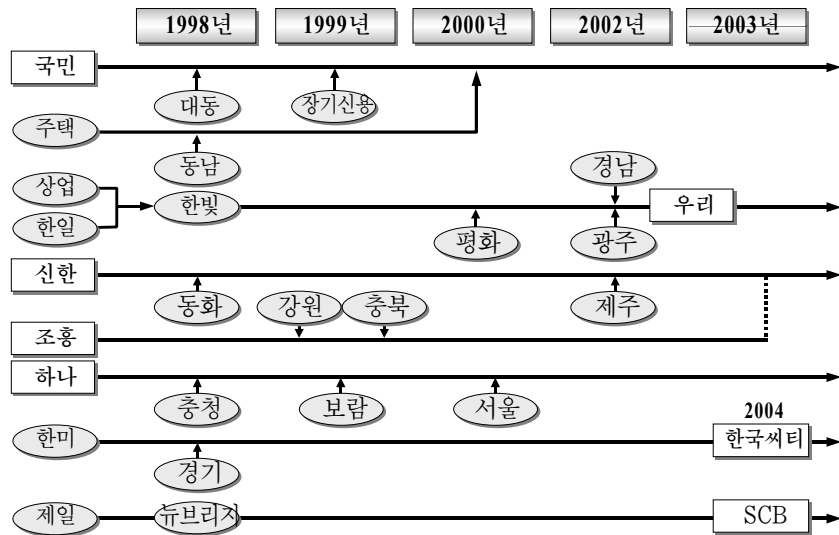 1998년 1999년 2000년 2002년 2003년
국민
대동 장기신용
주택
동남 경남
상업
한빛 우리
한일
평화 광주
신한
동화 강원 충북 제주
조흥
하나
충청 보람 서울
2004
한미 한국씨티
경기
제일 뉴브리지 SCB